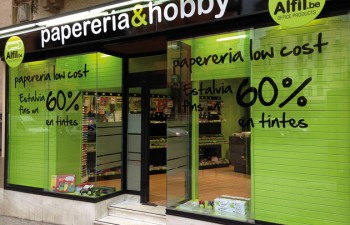 papereria&hobby
Alfil.be
Alfil.be
OFFICE PRODUCTS
papereria low cost
Estalvia
fins un
60%
en tintes
papereria low cost
Estalvia
fins un
60%
en tintes